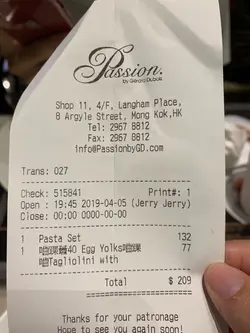 Passion.
by Gérard Dubois
Shop 11, 4/F, Langham Place,
8 Argyle Street, Mong Kok,HK
Tel: 2967 8812
Fax: 2967 8812
info@PassionbyGD.com
Trans: 027
Check: 515841 Print#: 1
Open : 19:45 2019-04-05 (Jerry Jerry)
Close: 00:00 0000-00-00
1 Pasta Set 132
1 40 Egg Yolks 77
Tagliolini with
Total $ 209
Thanks for your patronage
Hope to see you again soon!